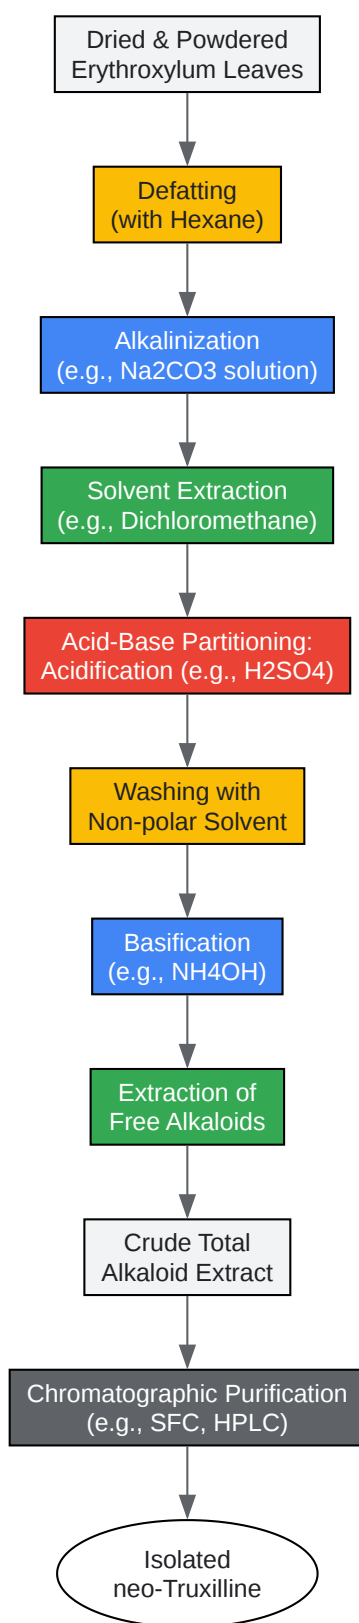 Dried & Powdered
Erythroxylum Leaves
Defatting
(with Hexane)
Alkalinization
(e.g., Na2CO3 solution)
Solvent Extraction
(e.g., Dichloromethane)
Acid-Base Partitioning:
Acidification (e.g., H2SO4)
Washing with
Non-polar Solvent
Basification
(e.g., NH4OH)
Extraction of
Free Alkaloids
Crude Total
Alkaloid Extract
Chromatographic Purification
(e.g., SFC, HPLC)
Isolated
neo-Truxilline